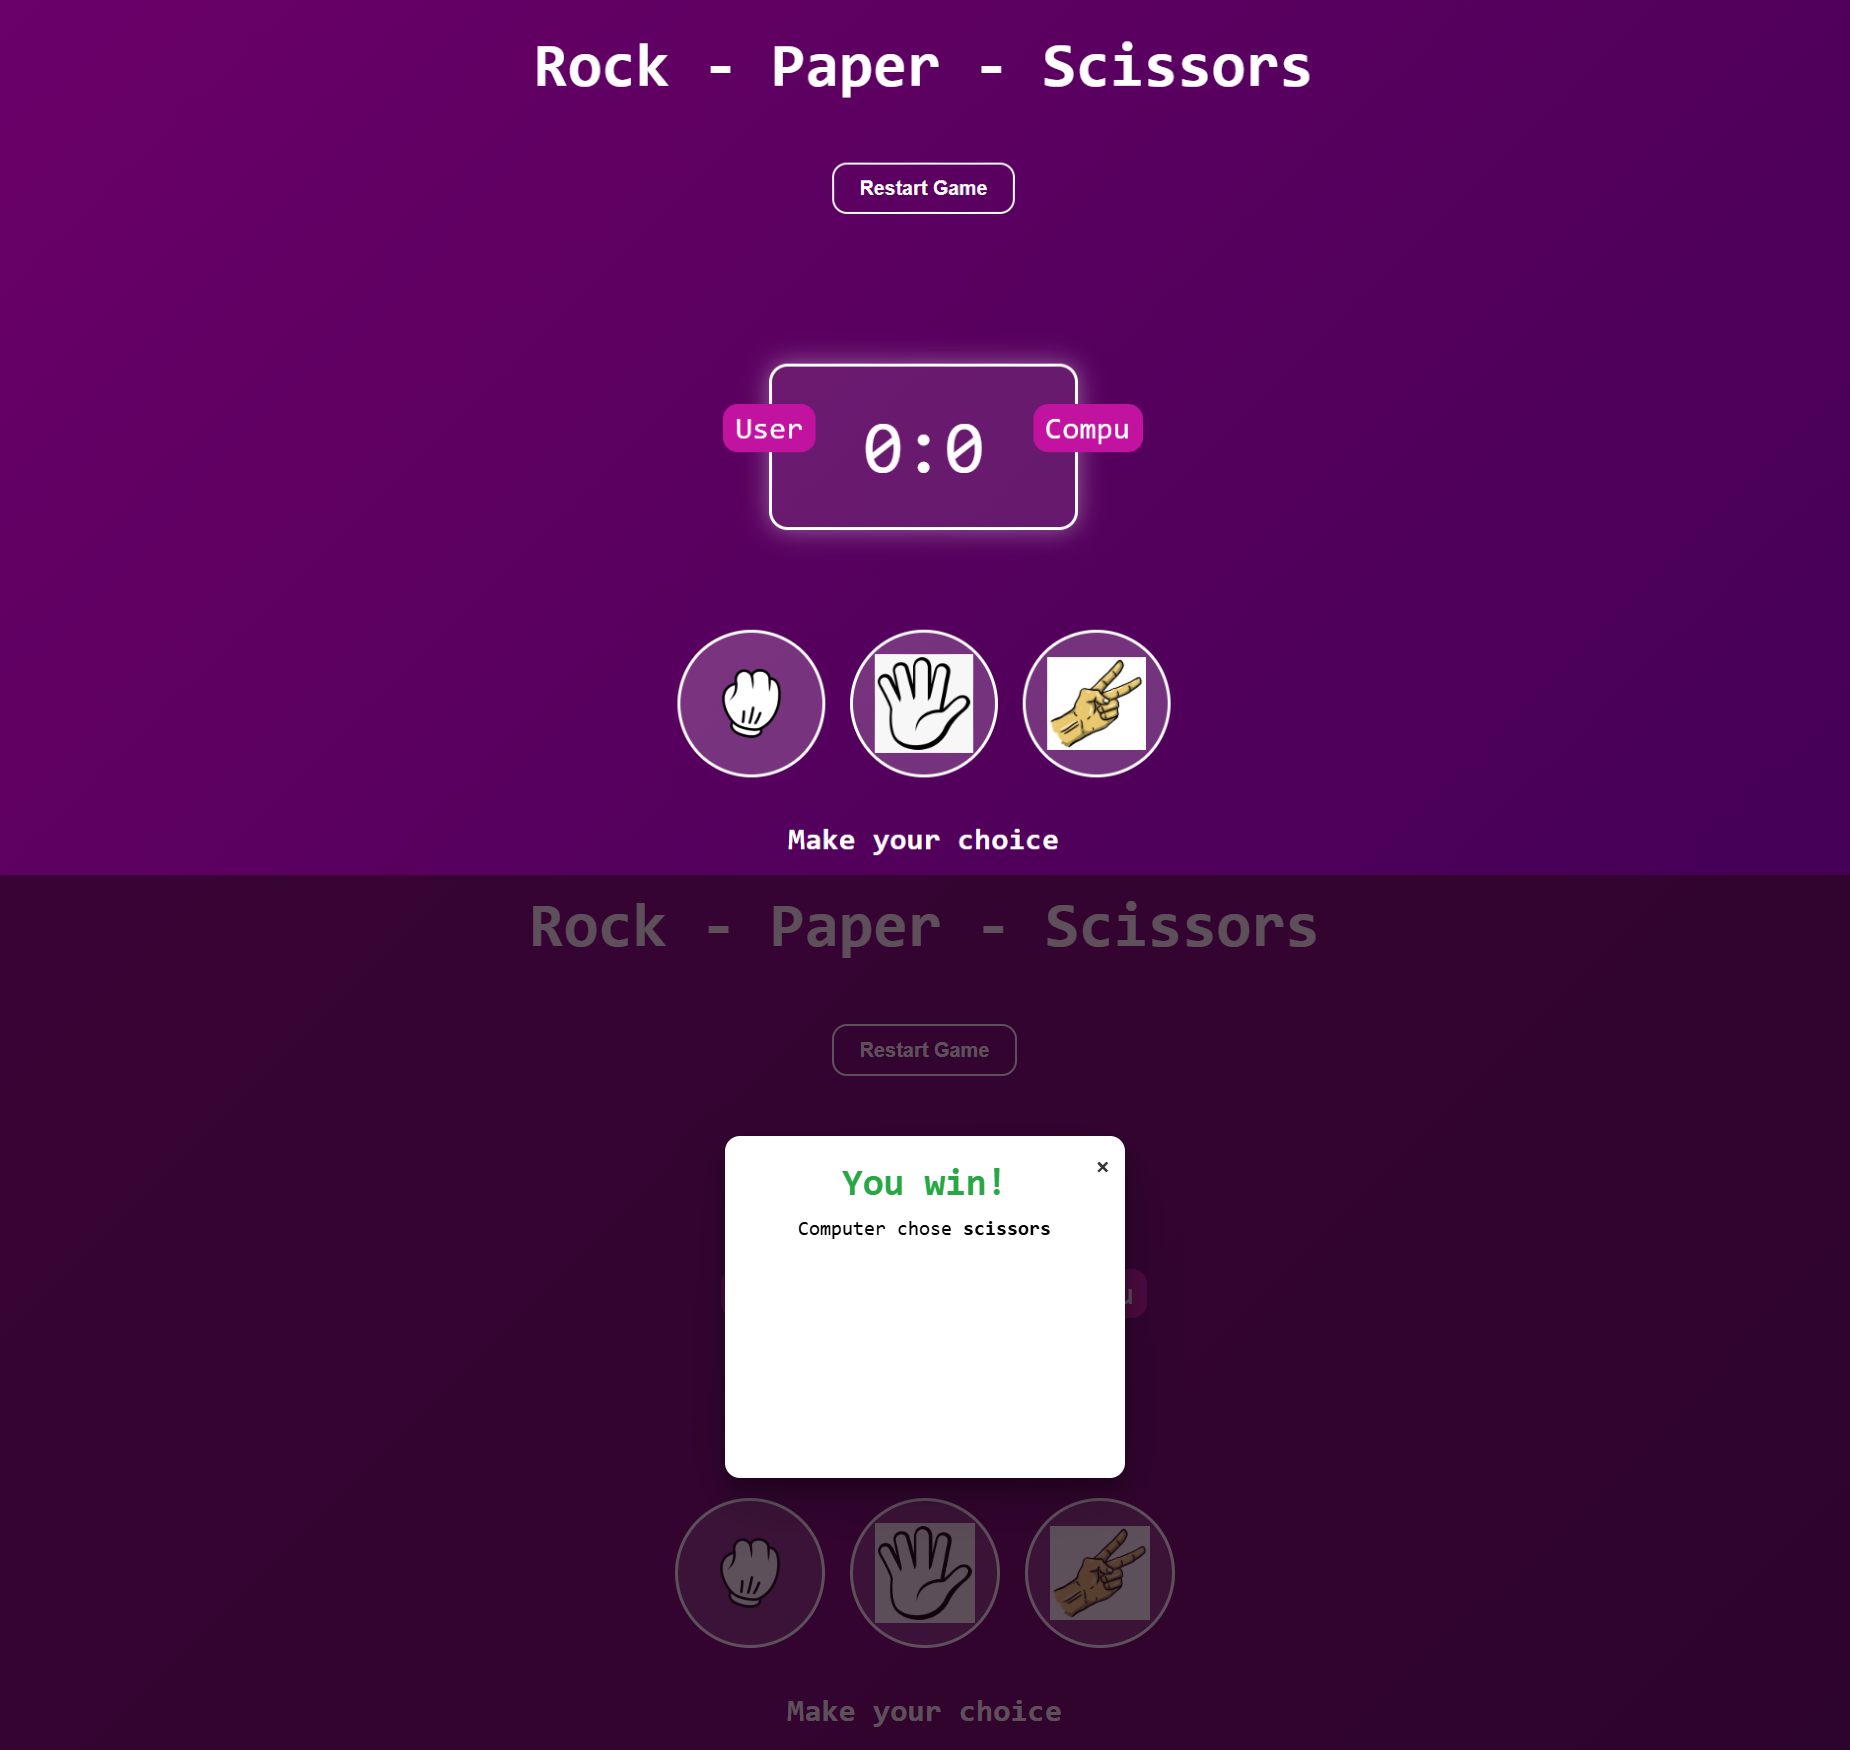 Rock - Paper - Scissors
Restart Game
User 0:0 Compu
Make your choice
Rock - Paper - Scissors
Restart Game
×
You win!
Computer chose scissors
u
Make your choice